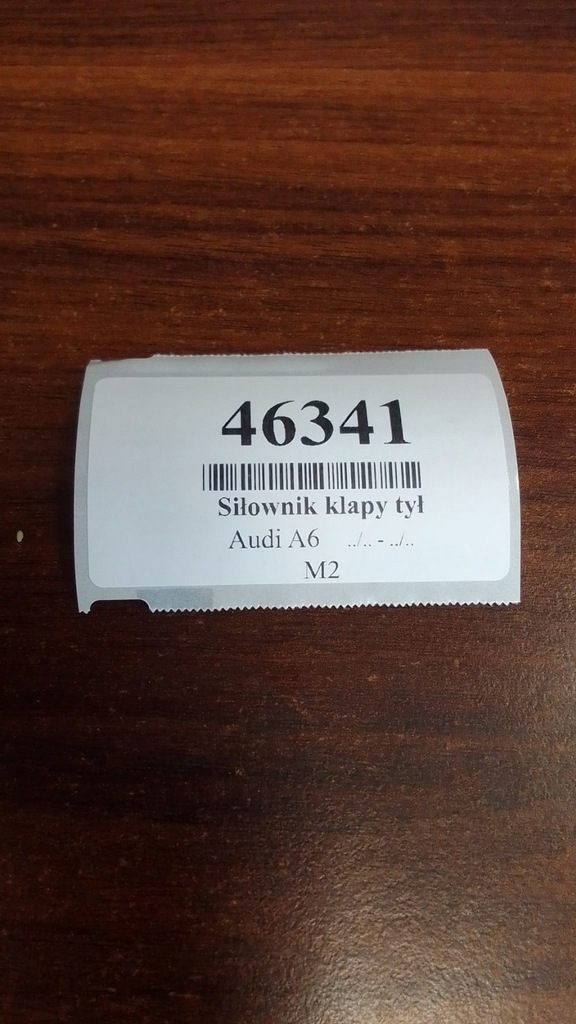 46341
Siłownik klapy tył
Audi A6 ../.. - ../..
M2